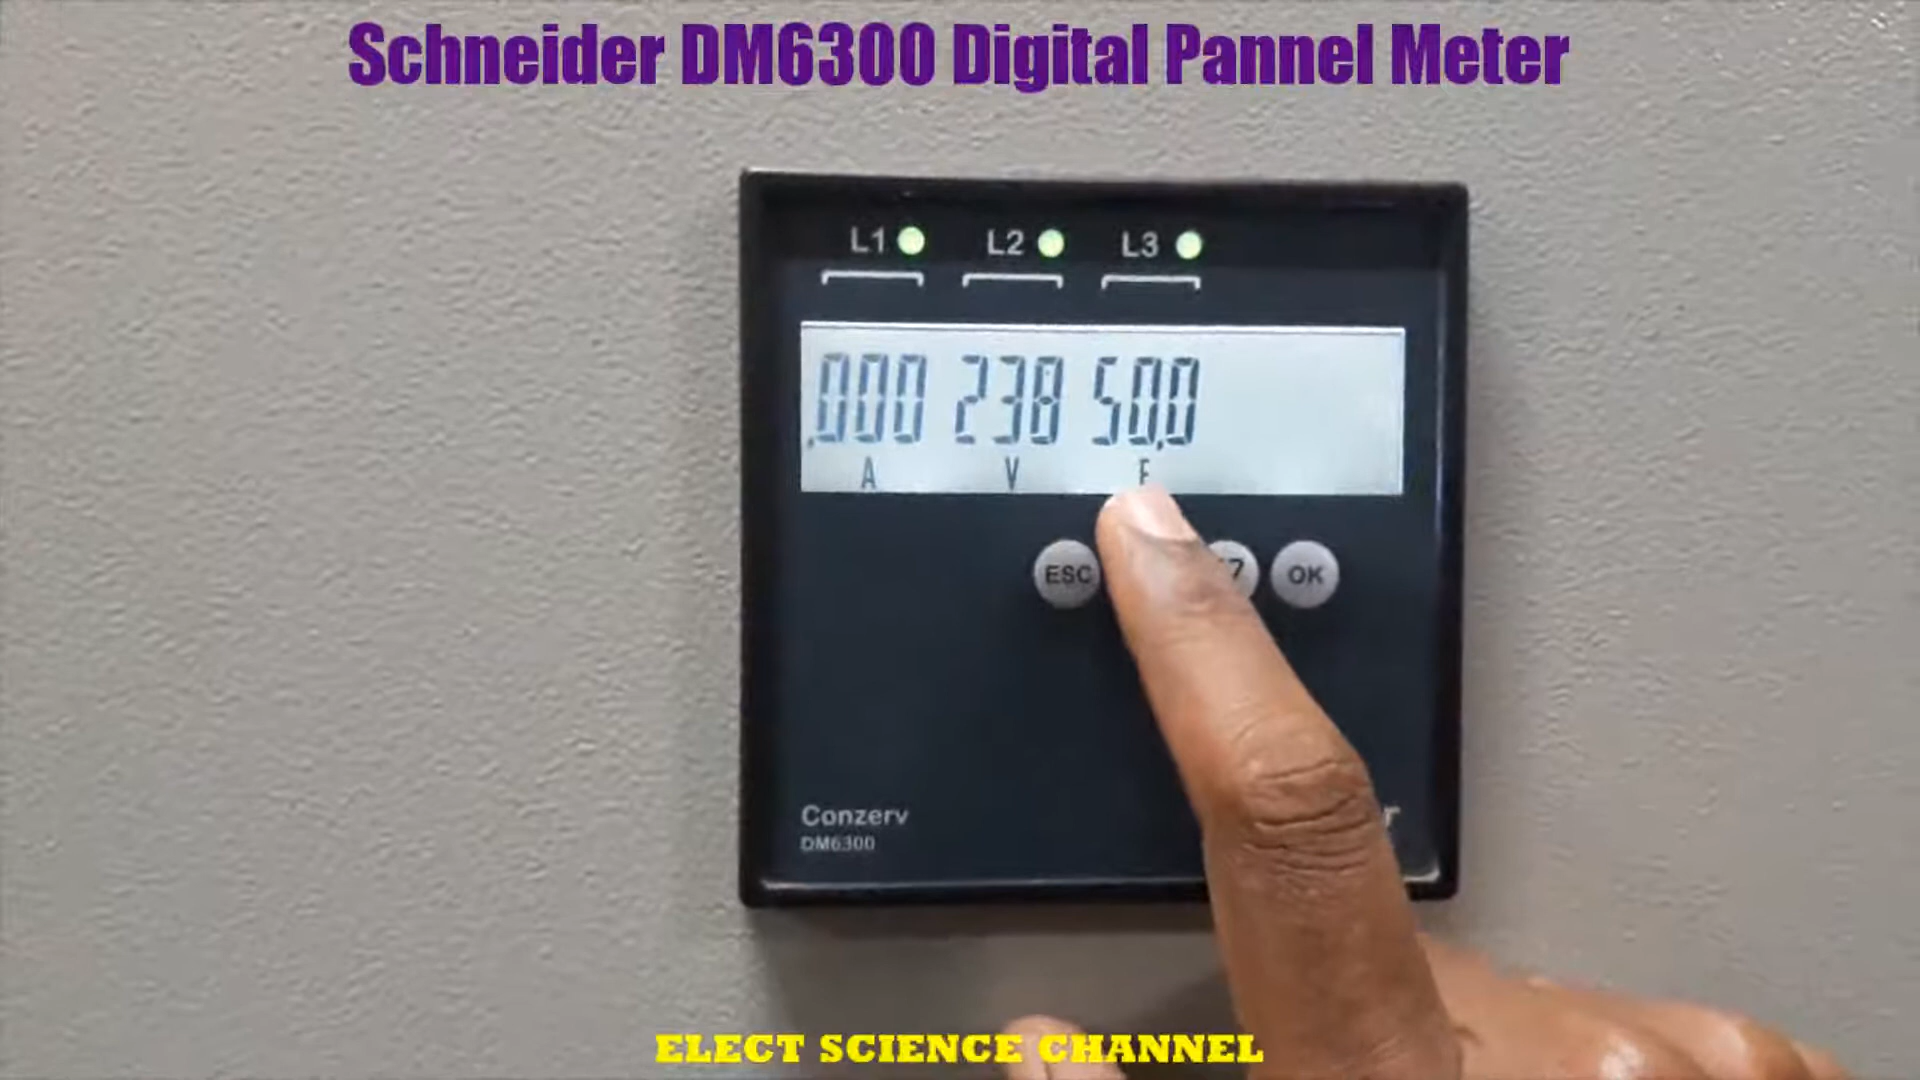 Schneider DM6300 Digital Pannel Meter
L1 L2 L3
.000 238 50.0
A V F
ESC OK
Conzerv
DM6300
ELECT SCIENCE CHANNEL